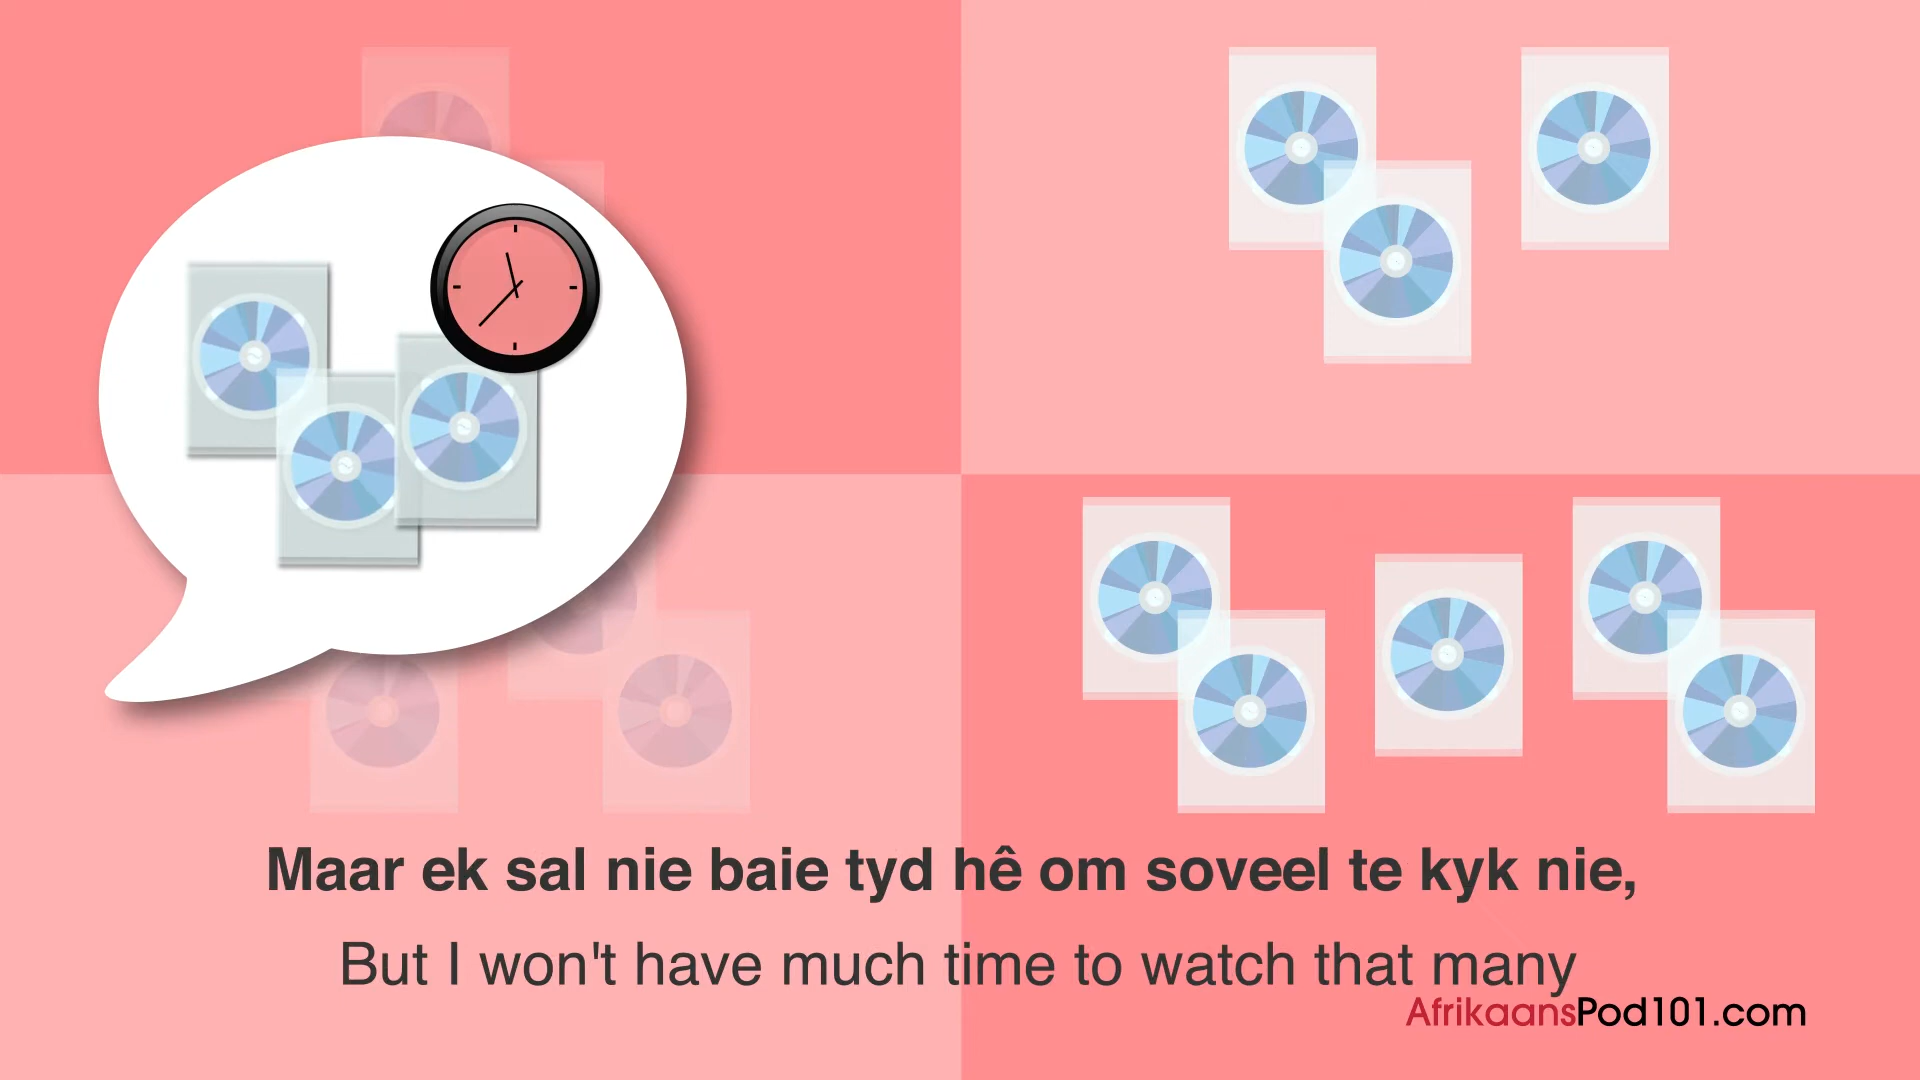 Maar ek sal nie baie tyd hê om soveel te kyk nie,
But I won't have much time to watch that many
AfrikaansPod101.com